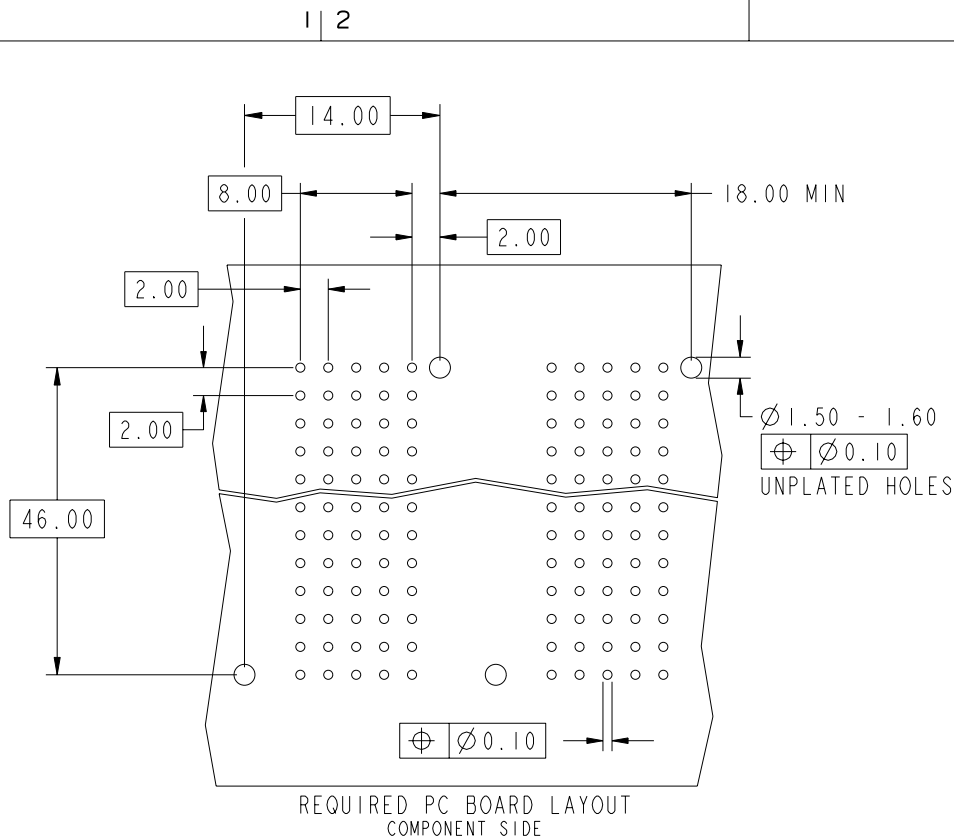 1 2
14.00
8.00
18.00 MIN
2.00
2.00
2.00
46.00
Ø1.50 - 1.60
⌖ Ø0.10
UNPLATED HOLES
⌖ Ø0.10
REQUIRED PC BOARD LAYOUT
COMPONENT SIDE